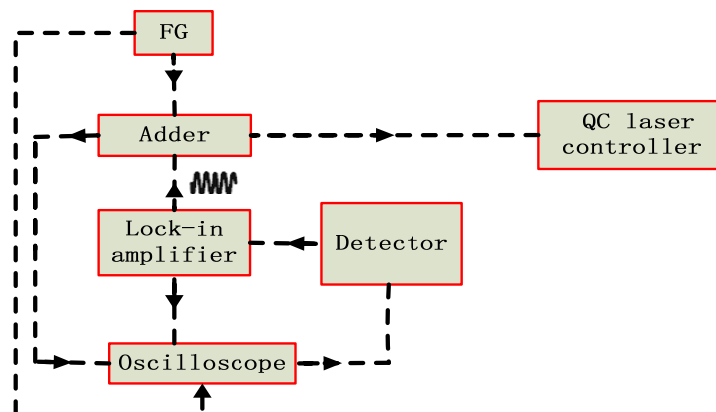 FG
Adder
QC laser
controller
Lock-in
amplifier
Detector
Oscilloscope